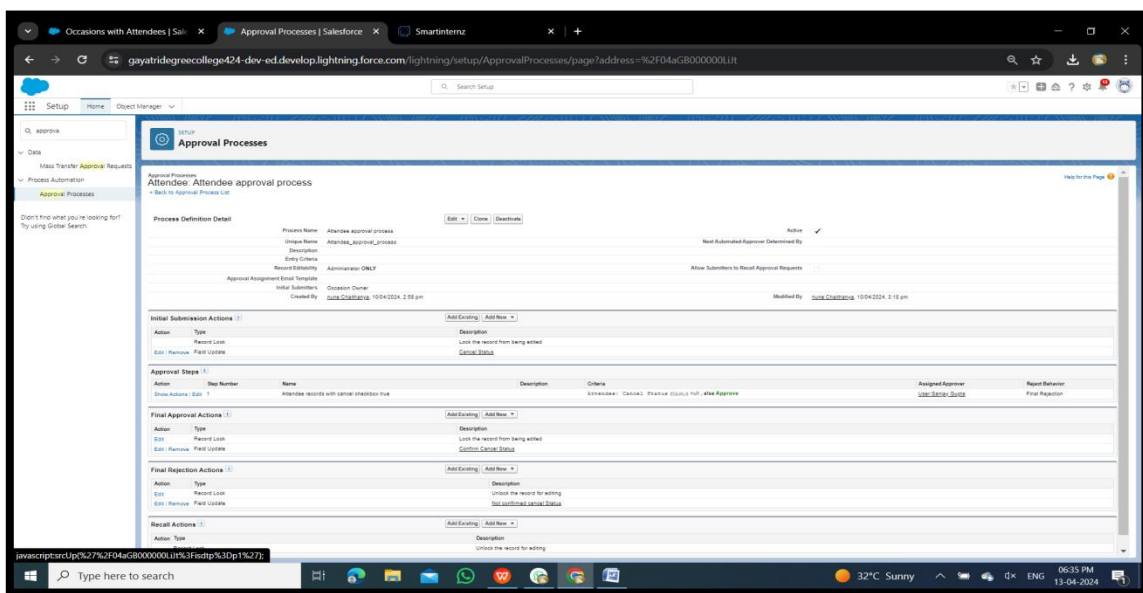 Occasions with Attendees | Sale
Approval Processes | Salesforce
Smartinternz
gayatridegreecollege424-dev-ed.develop.lightning.force.com/lightning/setup/ApprovalProcesses/page?address=%2F04aGB000000LiJt
Search Setup
Setup Home Object Manager
approva
Data
Mass Transfer Approval Requests
Process Automation
Approval Processes
Didn't find what you're looking for?
Try using Global Search.
SETUP
Approval Processes
Approval Processes
Attendee: Attendee approval process
« Back to Approval Process List
Help for this Page
Process Definition Detail Edit Clone Deactivate
Process Name Attendee approval process Active ✓
Unique Name Attendee_approval_process Next Automated Approver Determined By
Description
Entry Criteria
Record Editability Administrator ONLY Allow Submitters to Recall Approval Requests
Approval Assignment Email Template
Initial Submitters Occasion Owner
Created By Chaithanya, 10/04/2024, 2:58 pm Modified By Chaithanya, 10/04/2024, 3:18 pm
Initial Submission Actions Add Existing Add New
Action Type Description
Record Lock Lock the record from being edited
Edit | Remove Field Update Cancel Status
Approval Steps
Action Step Number Name Description Criteria Assigned Approver Reject Behavior
Show Actions | Edit 1 Attendee records with cancel checkbox true Attendee: Cancel Status , else Approve User:Sanjay Gupta Final Rejection
Final Approval Actions Add Existing Add New
Action Type Description
Edit Record Lock Lock the record from being edited
Edit | Remove Field Update Confirm Cancel Status
Final Rejection Actions Add Existing Add New
Action Type Description
Edit Record Lock Unlock the record for editing
Edit | Remove Field Update Not confirmed cancel Status
Recall Actions Add Existing Add New
Action Type Description
Unlock the record for editing
javascript:srcUp(%27%2F04aGB000000LiJt%3Fisdtp%3Dp1%27);
Type here to search
32°C Sunny
ENG
06:35 PM
13-04-2024